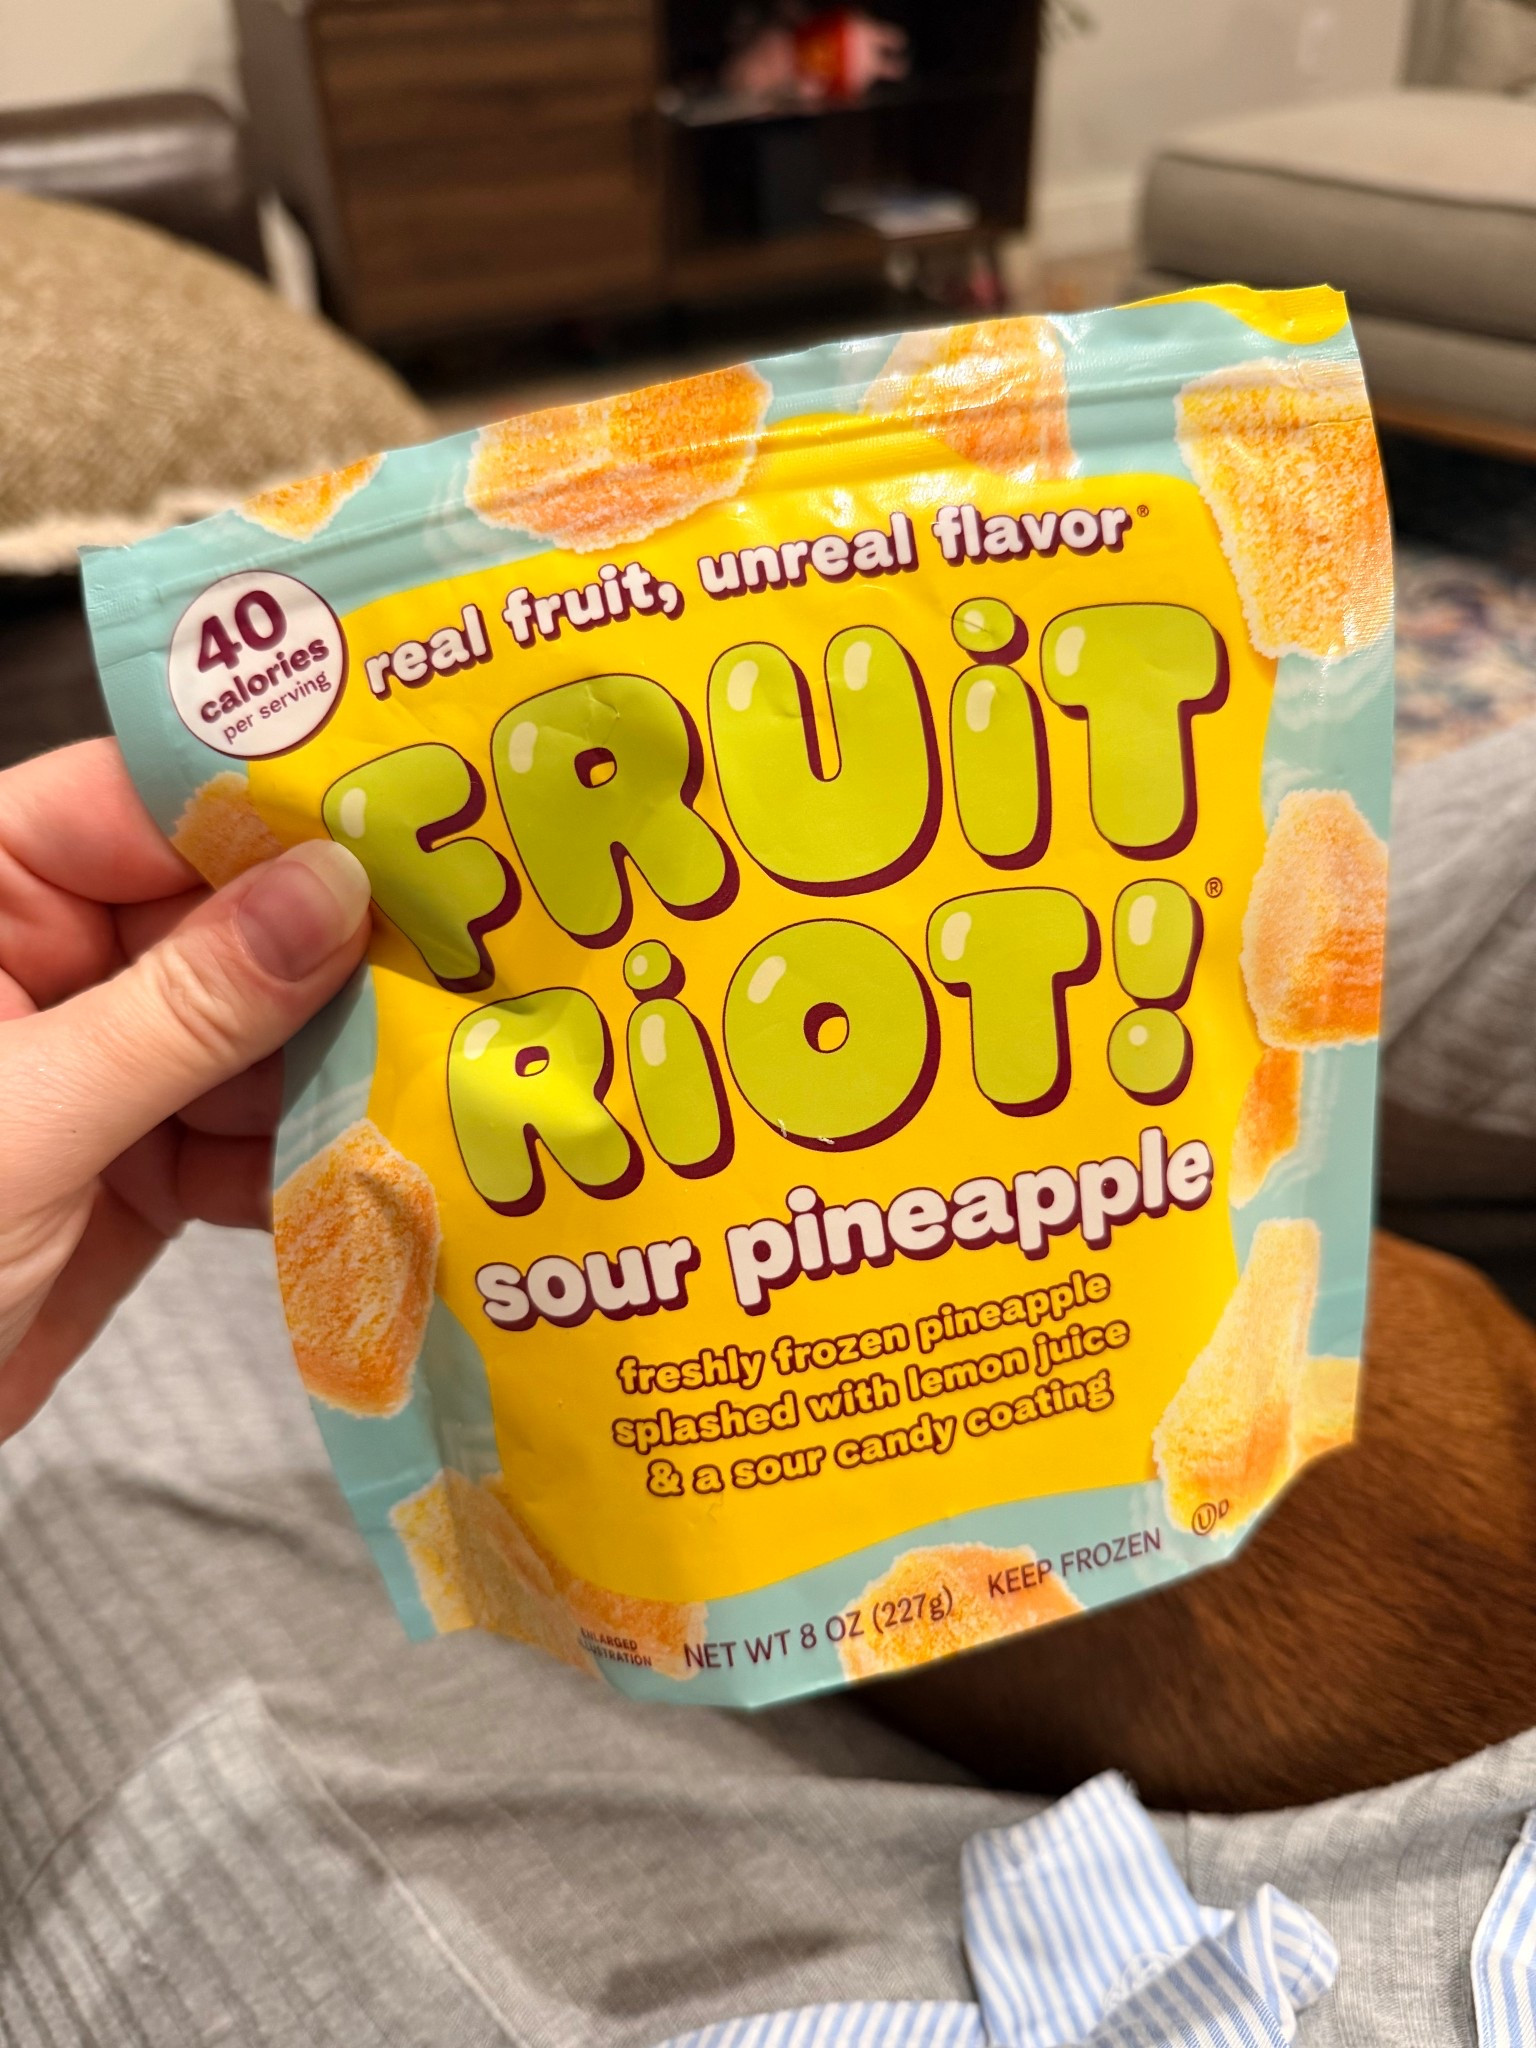 real fruit, unreal flavor®
40
calories
per serving
FRUiT
RiOT!®
sour pineapple
freshly frozen pineapple
splashed with lemon juice
& a sour candy coating
ENLARGED
ILLUSTRATION
NET WT 8 OZ (227g)
KEEP FROZEN
Ⓤ D